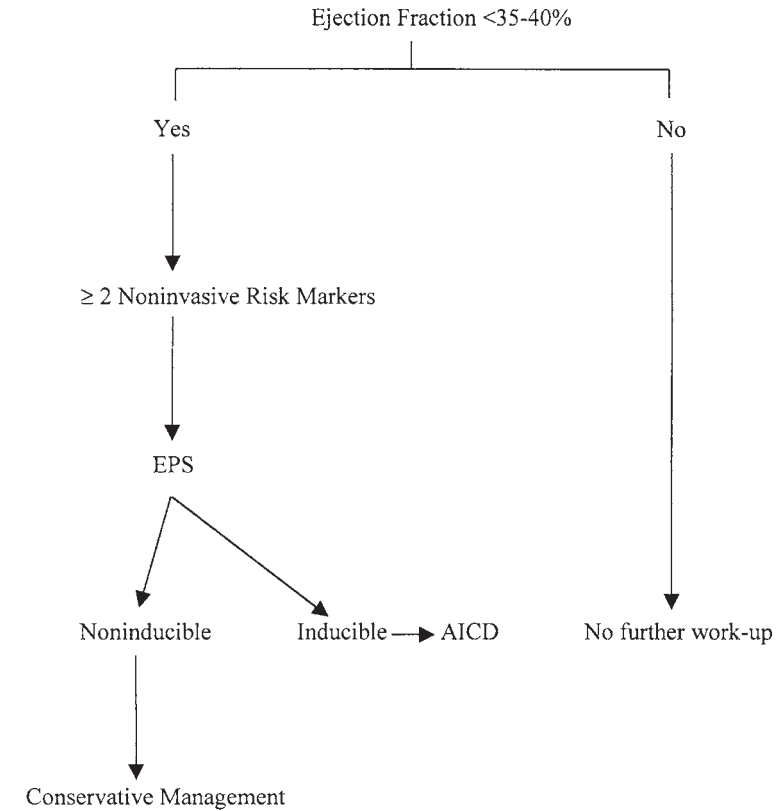 Ejection Fraction <35-40%
Yes
No
≥ 2 Noninvasive Risk Markers
EPS
Noninducible
Inducible
AICD
No further work-up
Conservative Management